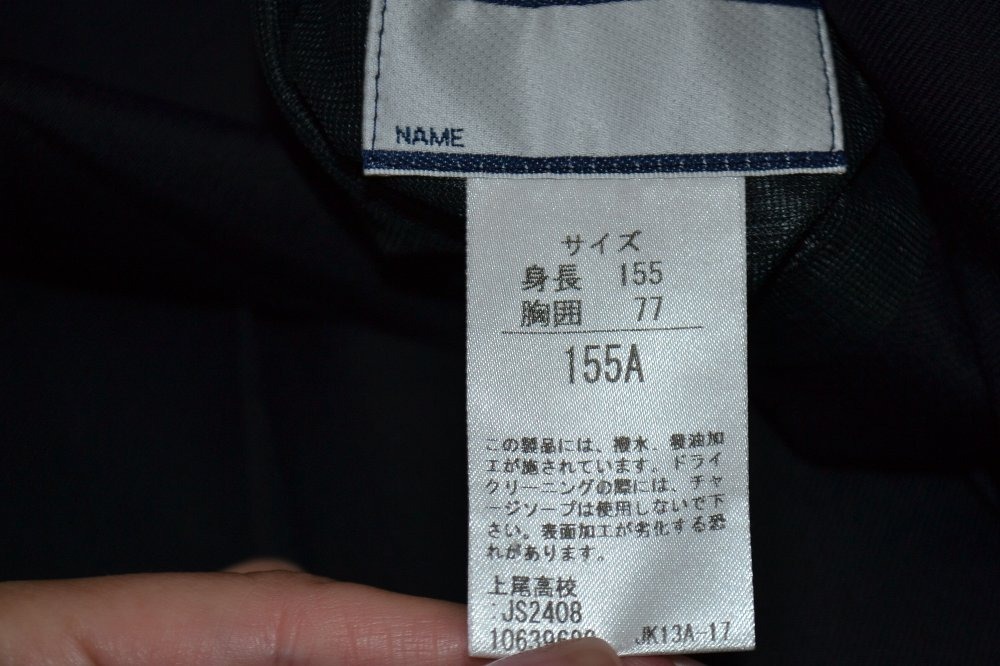 NAME
サイズ
身長 155
胸囲 77
155A
この製品には、撥水、撥油加
工が施されています。ドライ
クリーニングの際には、チャ
ージソープは使用しないで下
さい。表面加工が劣化する恐
れがあります。
上尾高校
:JS2408
JK13A-17